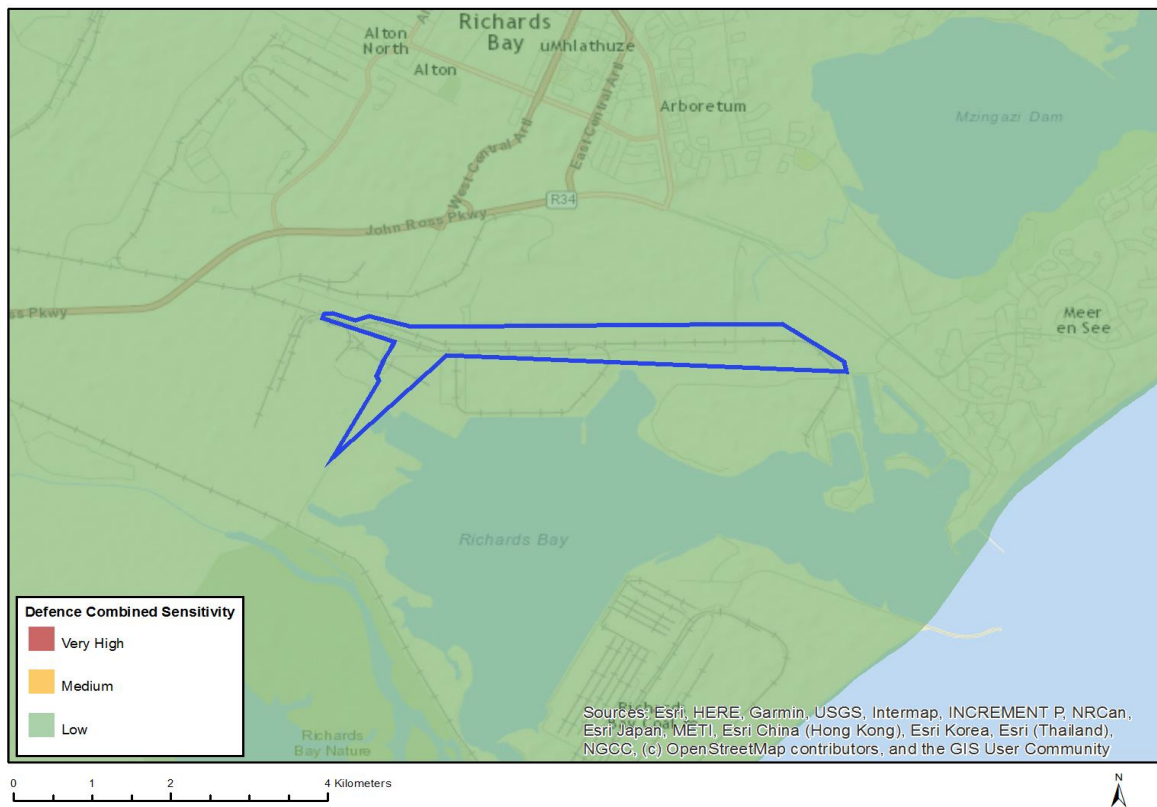 Richards
Bay
Alton
North
uMhlathuze
Alton
Arboretum
Mzingazi Dam
West Central Artl
East Central Artl
R34
John Ross Pkwy
ss Pkwy
Meer
en See
Richards Bay
Defence Combined Sensitivity
Very High
Medium
Low
Richards
Bay Nature
Sources: Esri, HERE, Garmin, USGS, Intermap, INCREMENT P, NRCan,
Esri Japan, METI, Esri China (Hong Kong), Esri Korea, Esri (Thailand),
NGCC, (c) OpenStreetMap contributors, and the GIS User Community
0 1 2 4 Kilometers
N